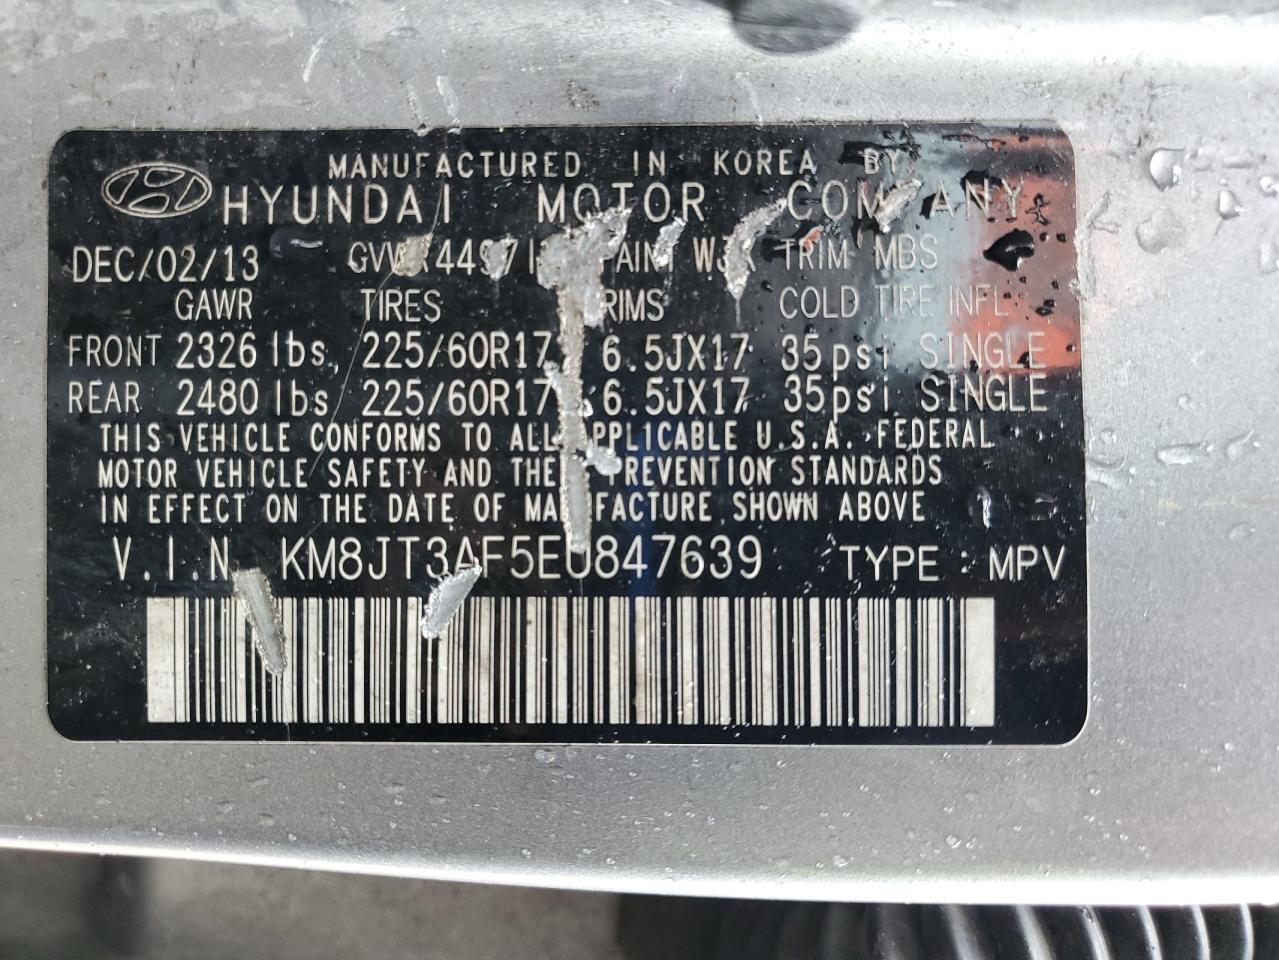 MANUFACTURED IN KOREA BY
HYUNDAI MOTOR COMPANY
DEC/02/13 TRIM MBS
GAWR TIRES RIMS COLD TIRE INFL
FRONT 2326 lbs 225/60R17 6.5JX17 35psi SINGLE
REAR 2480 lbs 225/60R17 6.5JX17 35psi SINGLE
THIS VEHICLE CONFORMS TO ALL APPLICABLE U.S.A. FEDERAL
MOTOR VEHICLE SAFETY AND THE PREVENTION STANDARDS
IN EFFECT ON THE DATE OF MANUFACTURE SHOWN ABOVE
V.I.N KM8JT3AF5EU847639 TYPE: MPV